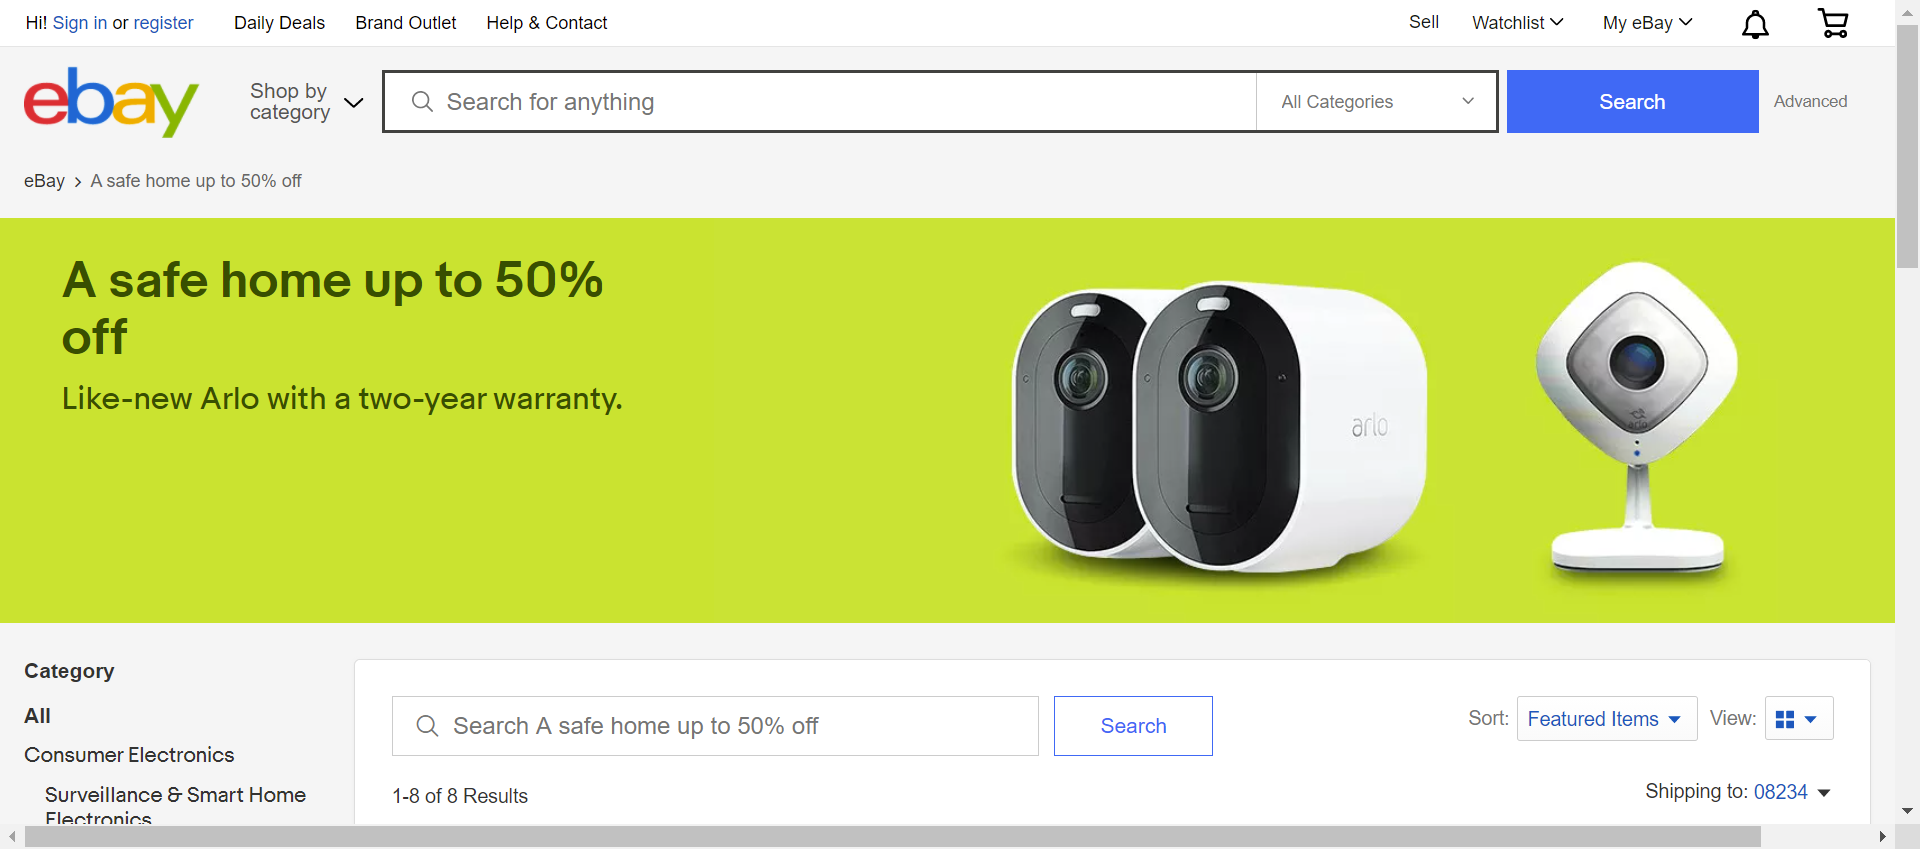 Hi! Sign in or register
Daily Deals
Brand Outlet
Help & Contact
Sell
Watchlist
My eBay
ebay
Shop by
category
Search for anything
All Categories
Search
Advanced
eBay
A safe home up to 50% off
A safe home up to 50%
off
Like-new Arlo with a two-year warranty.
arlo
arlo
Category
All
Consumer Electronics
Surveillance & Smart Home
Electronics
Search A safe home up to 50% off
Search
Sort: Featured Items
View:
1-8 of 8 Results
Shipping to: 08234